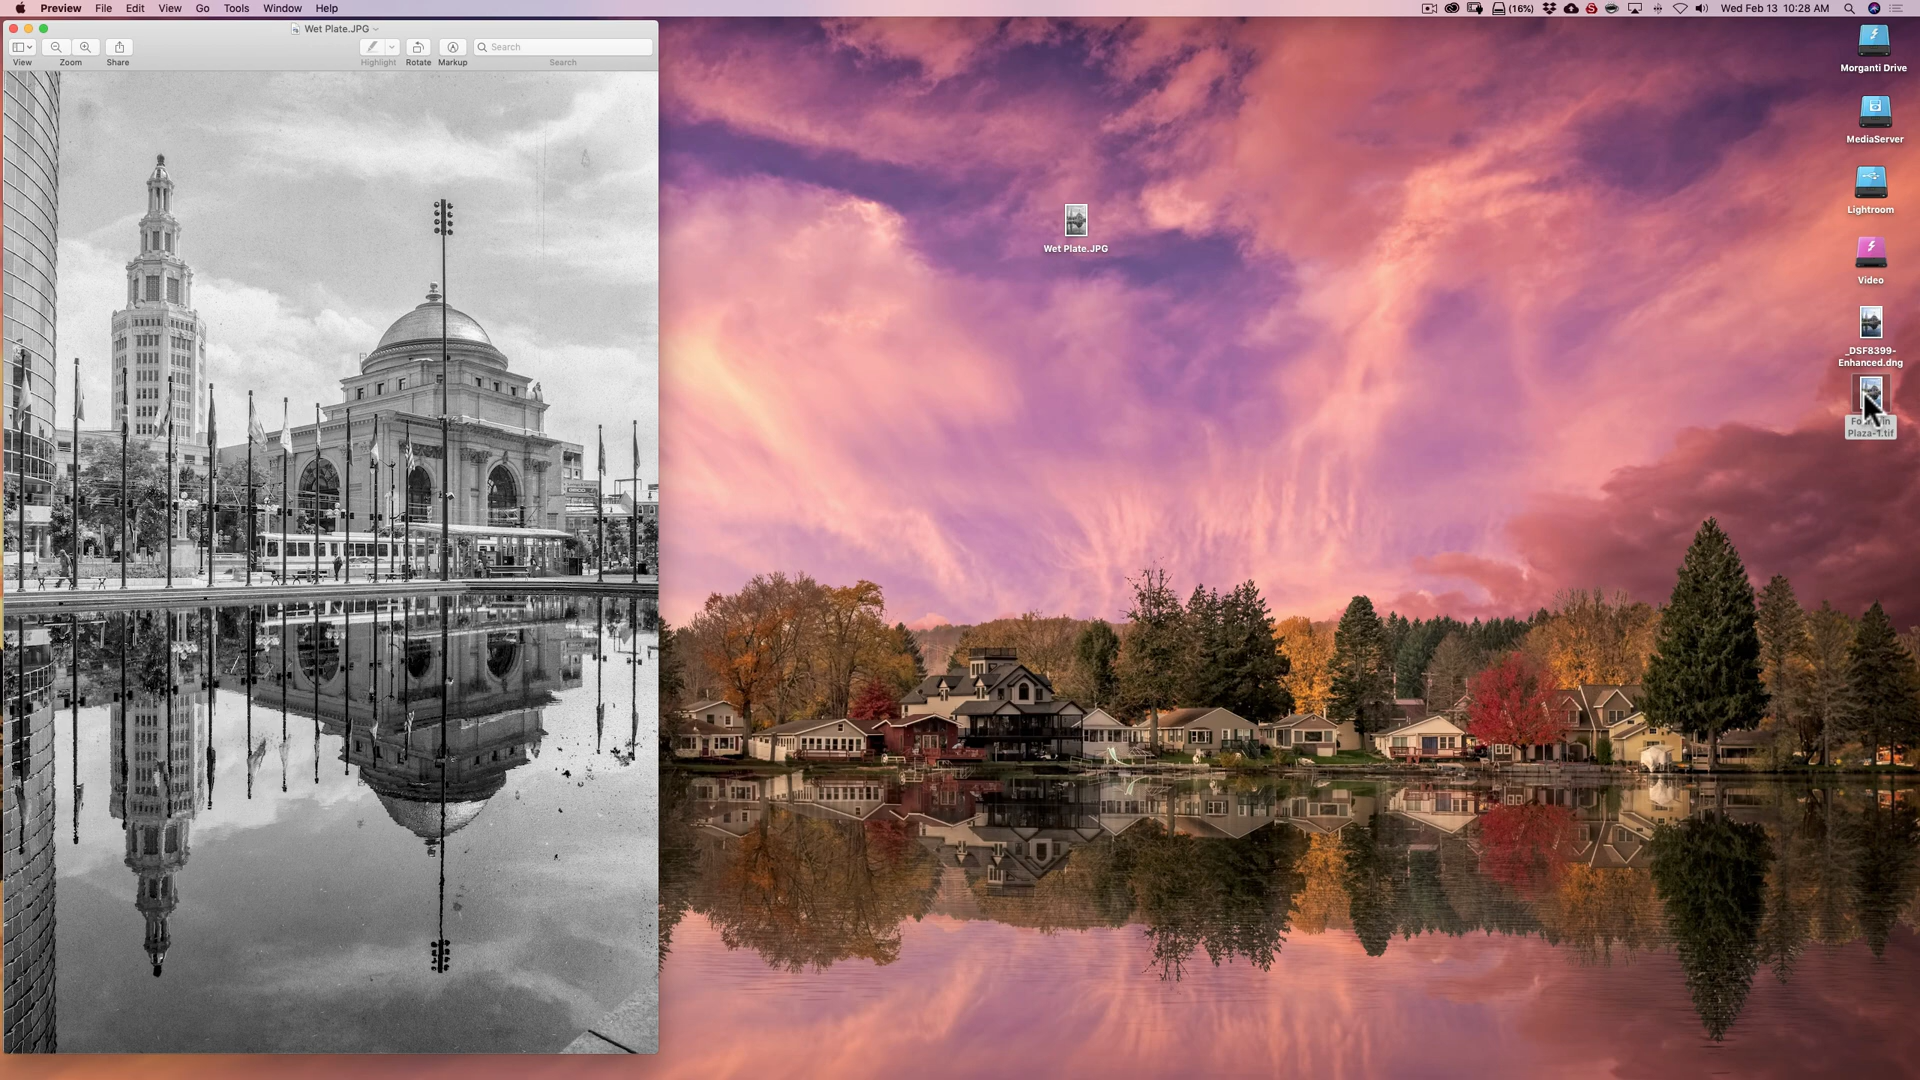 Preview File Edit View Go Tools Window Help
(16%) Wed Feb 13 10:28 AM
Wet Plate.JPG
Search
View Zoom Share Highlight Rotate Markup Search
Morganti Drive
MediaServer
Lightroom
Video
_DSF8399-
Enhanced.dng
Plaza-1.tif
Wet Plate.JPG